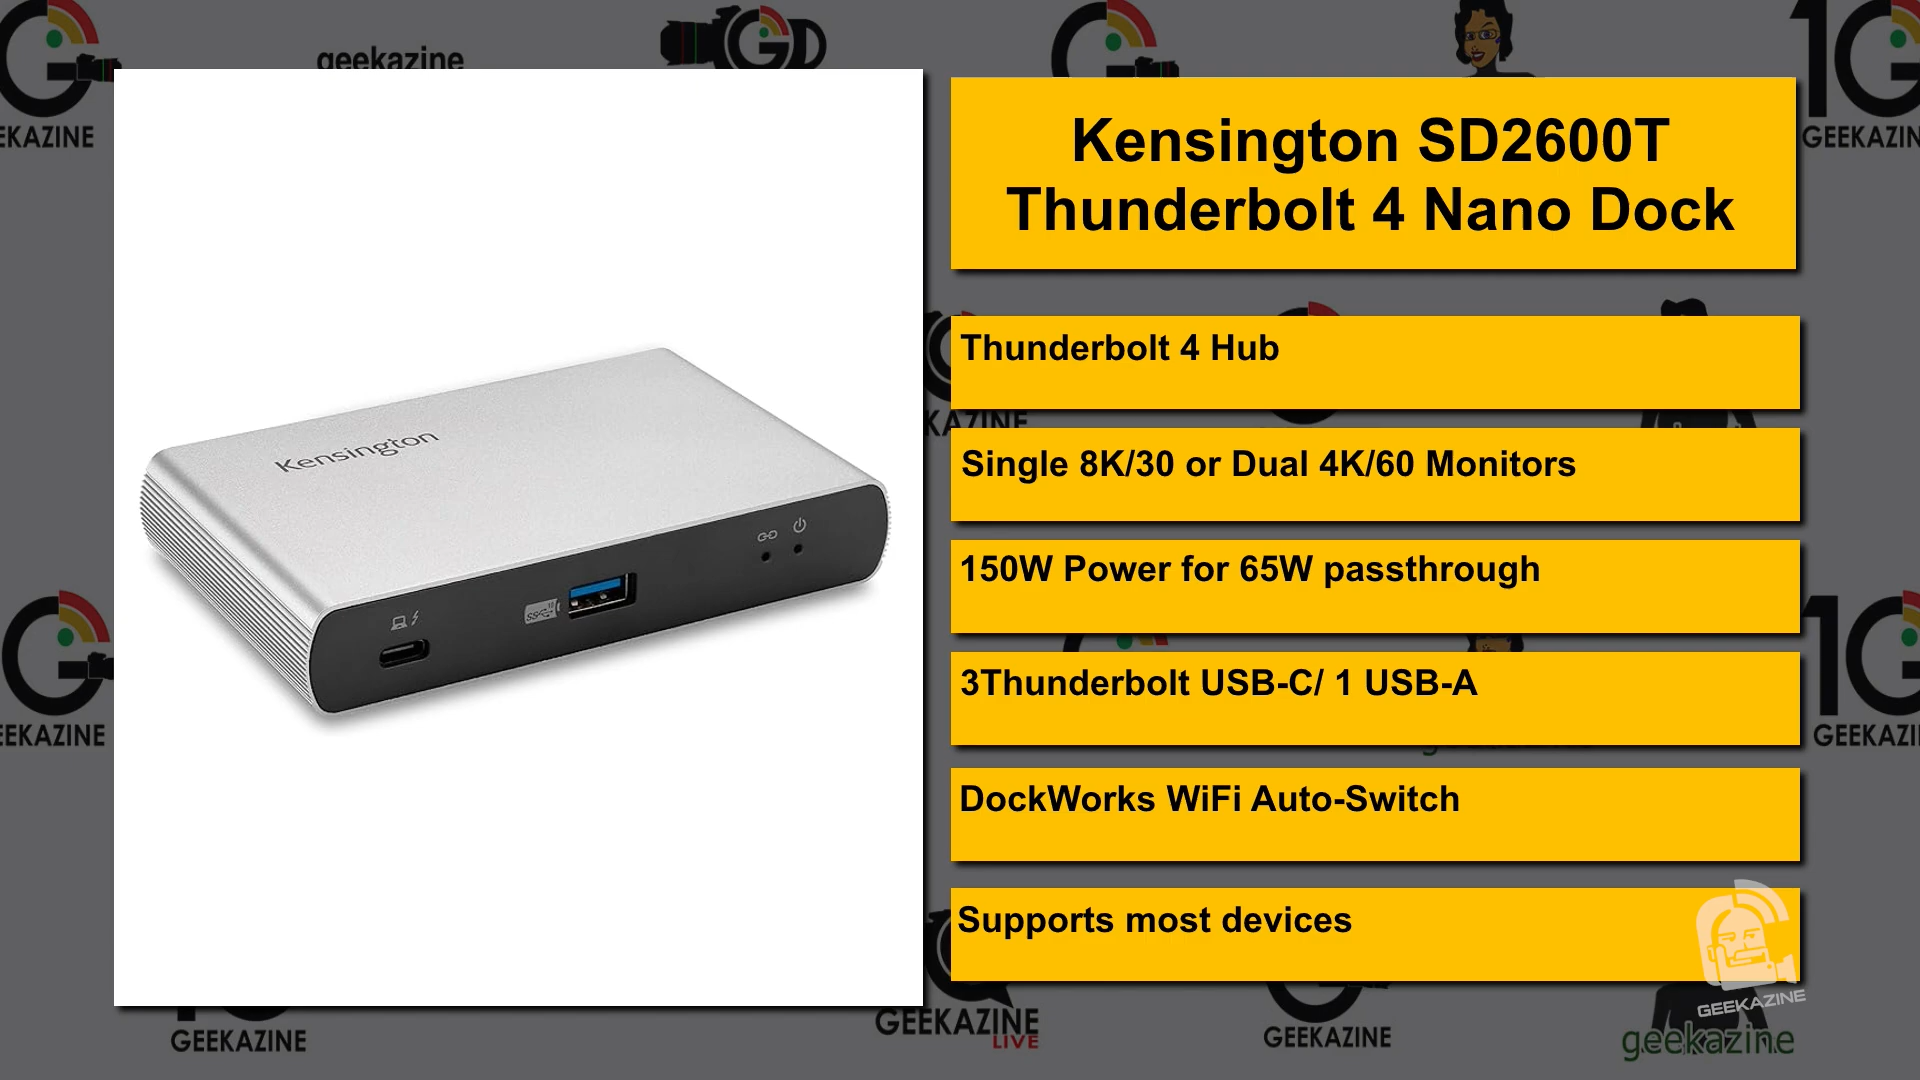 geekazine
GEEKAZINE
Kensington SD2600T
Thunderbolt 4 Nano Dock
Thunderbolt 4 Hub
Single 8K/30 or Dual 4K/60 Monitors
Kensington
150W Power for 65W passthrough
3Thunderbolt USB-C/ 1 USB-A
DockWorks WiFi Auto-Switch
Supports most devices
GEEKAZINE
GEEKAZINE
GEEKAZINE
LIVE
GEEKAZINE
geekazine